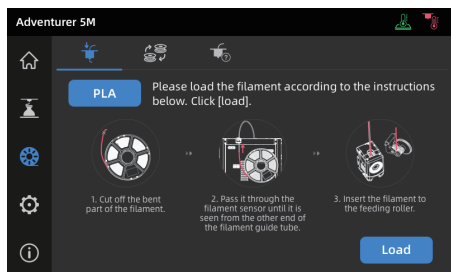 Adventurer 5M
PLA
Please load the filament according to the instructions
below. Click [load].
1. Cut off the bent
part of the filament.
2. Pass it through the
filament sensor until it is
seen from the other end of
the filament guide tube.
3. Insert the filament to
the feeding roller.
Load